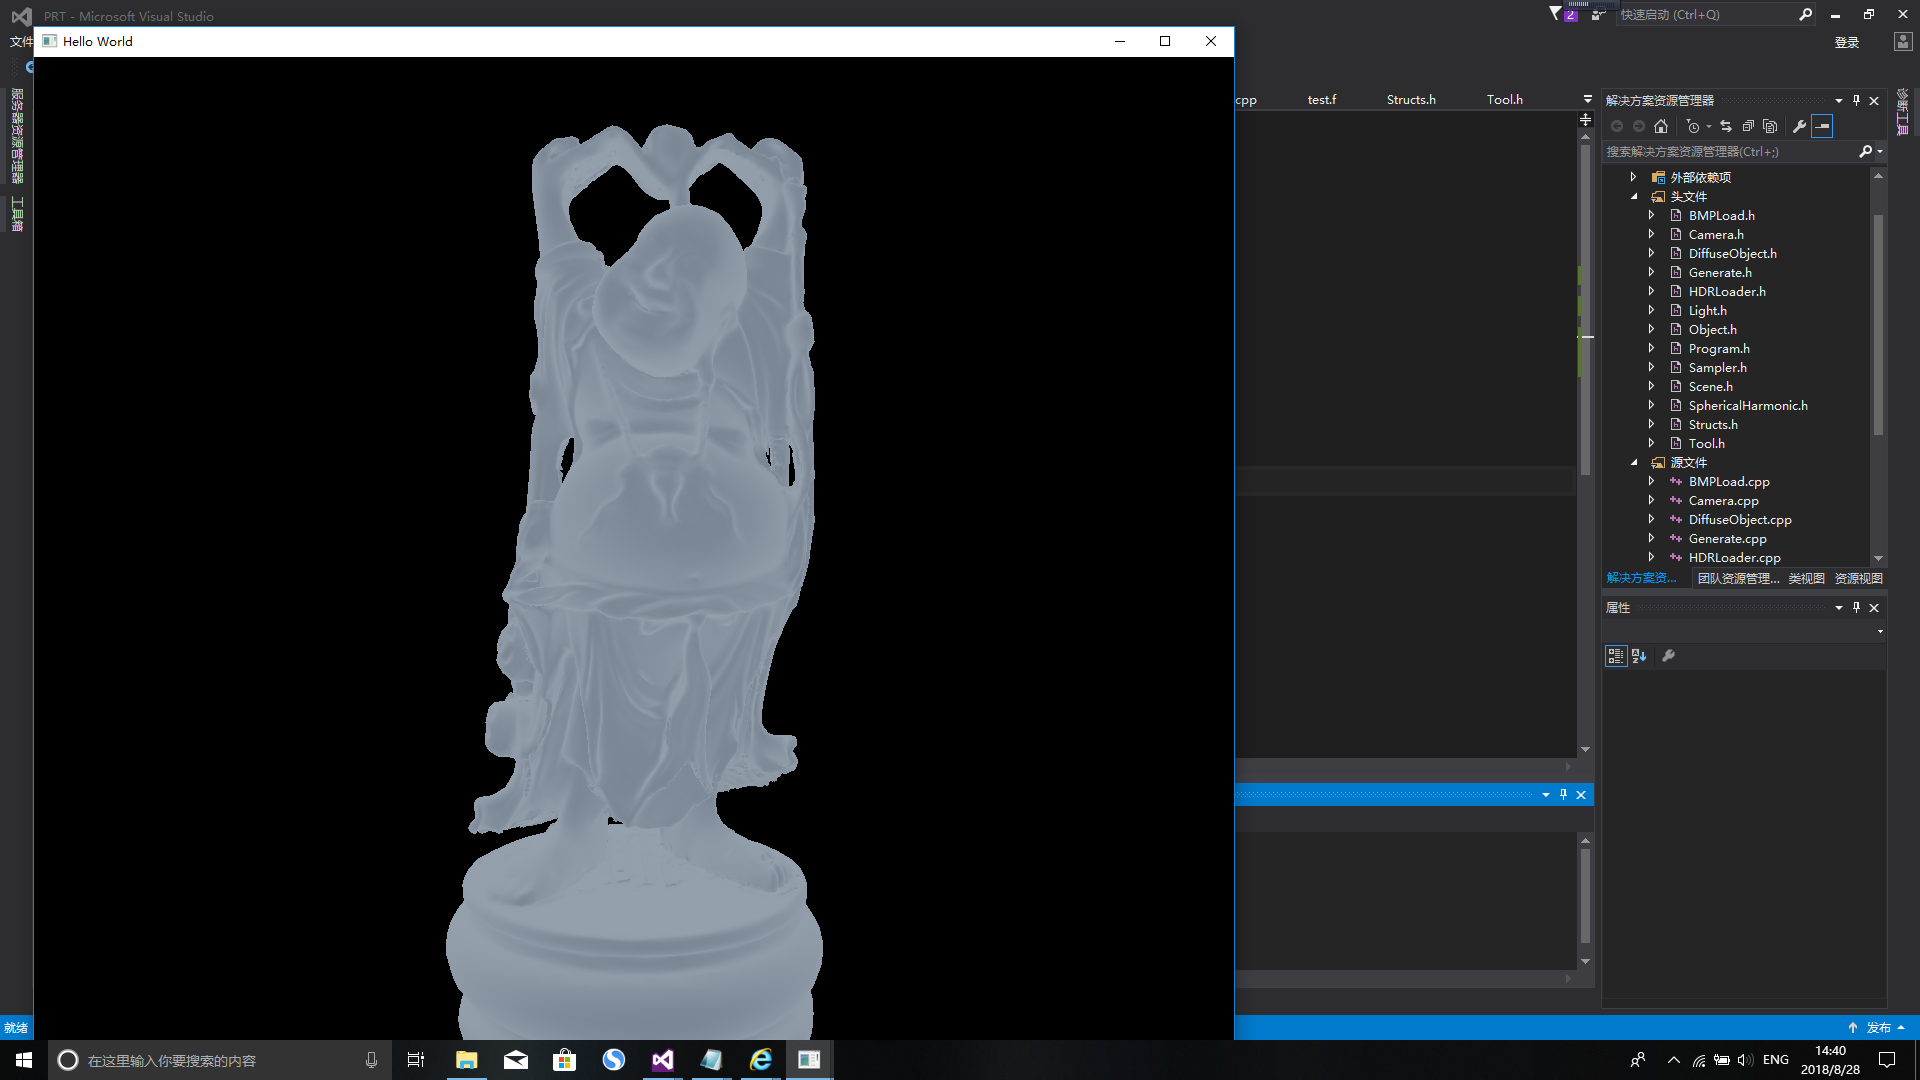 PRT - Microsoft Visual Studio
2
快速启动 (Ctrl+Q)
文件
登录
Hello World
服务器资源管理器
工具箱
cpp
test.f
Structs.h
Tool.h
解决方案资源管理器
搜索解决方案资源管理器(Ctrl+;)
外部依赖项
头文件
BMPLoad.h
Camera.h
DiffuseObject.h
Generate.h
HDRLoader.h
Light.h
Object.h
Program.h
Sampler.h
Scene.h
SphericalHarmonic.h
Structs.h
Tool.h
源文件
BMPLoad.cpp
Camera.cpp
DiffuseObject.cpp
Generate.cpp
HDRLoader.cpp
解决方案资... 团队资源管理... 类视图 资源视图
诊断工具
属性
就绪
发布
在这里输入你要搜索的内容
ENG
14:40
2018/8/28